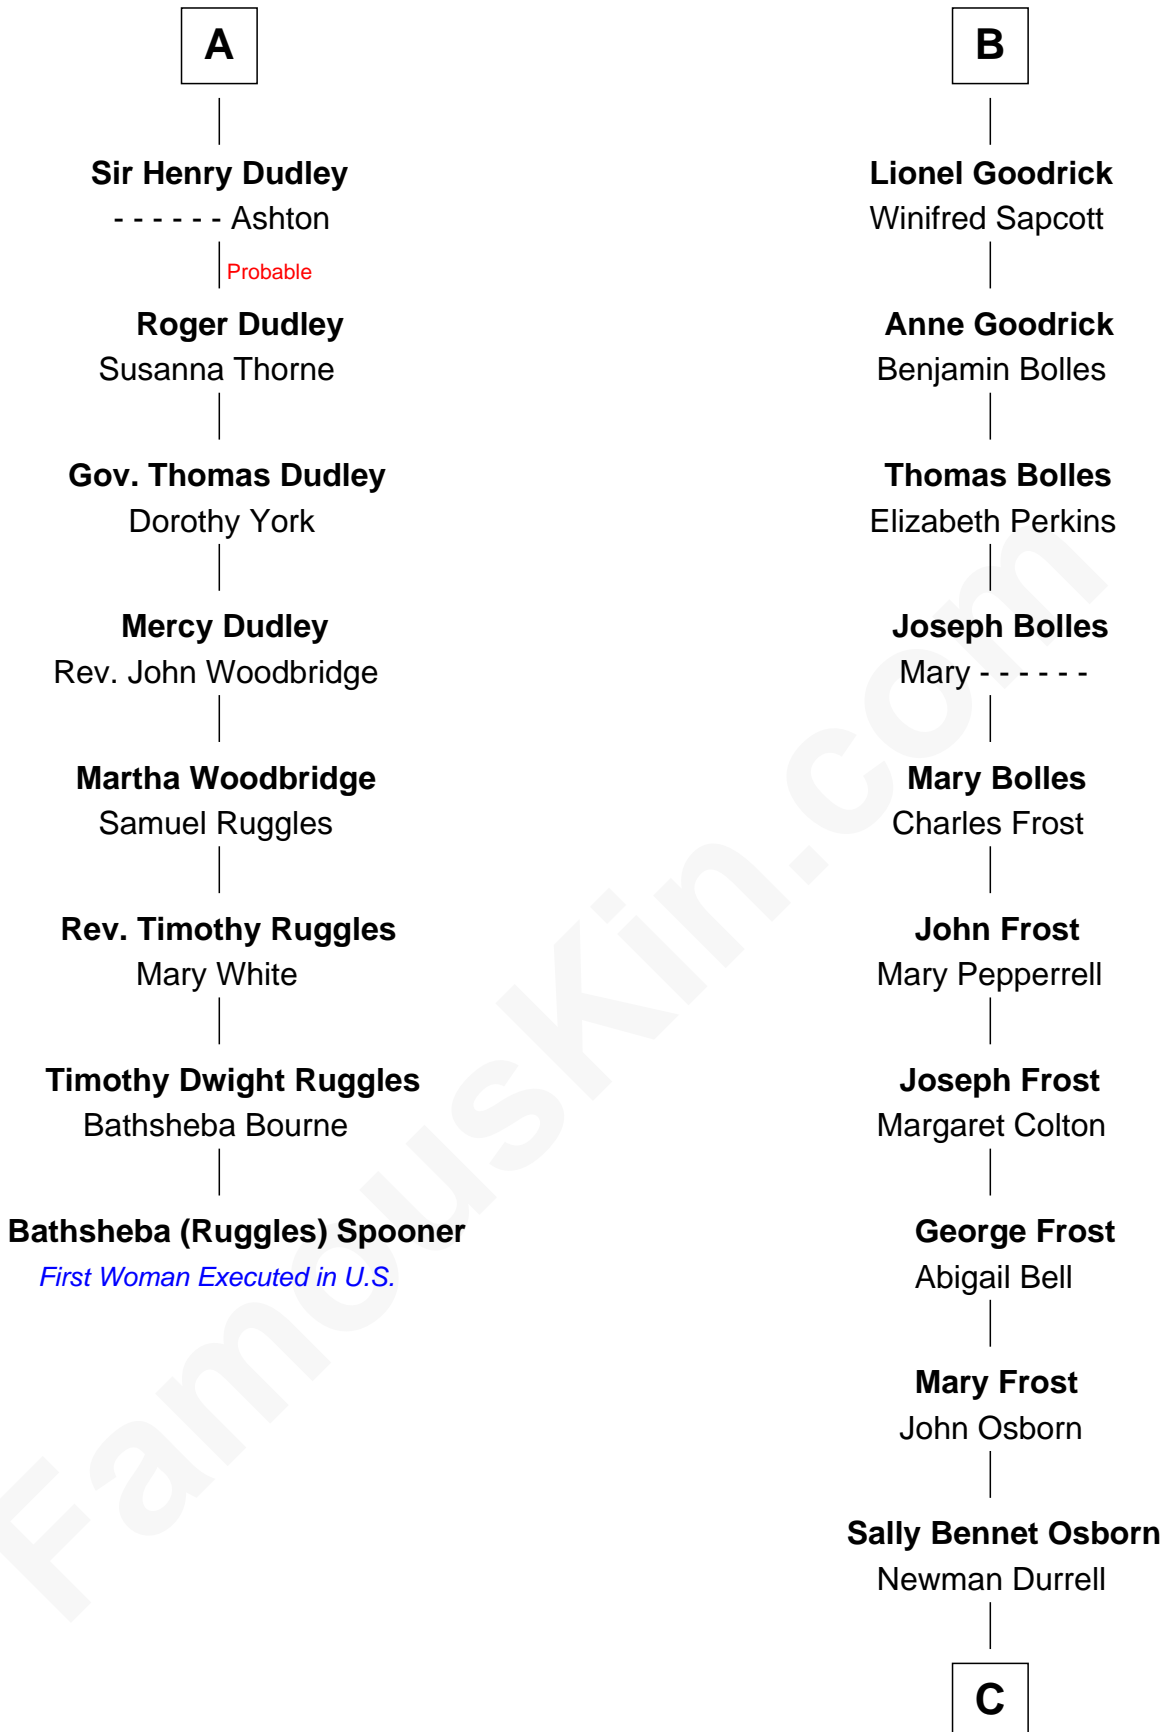 A
Sir Henry Dudley
- - - - - - Ashton
Probable
Roger Dudley
Susanna Thorne
Gov. Thomas Dudley
Dorothy York
Mercy Dudley
Rev. John Woodbridge
Martha Woodbridge
Samuel Ruggles
Rev. Timothy Ruggles
Mary White
Timothy Dwight Ruggles
Bathsheba Bourne
Bathsheba (Ruggles) Spooner
First Woman Executed in U.S.
B
Lionel Goodrick
Winifred Sapcott
Anne Goodrick
Benjamin Bolles
Thomas Bolles
Elizabeth Perkins
Joseph Bolles
Mary - - - - - -
Mary Bolles
Charles Frost
John Frost
Mary Pepperrell
Joseph Frost
Margaret Colton
George Frost
Abigail Bell
Mary Frost
John Osborn
Sally Bennet Osborn
Newman Durrell
C
FamousKin.com